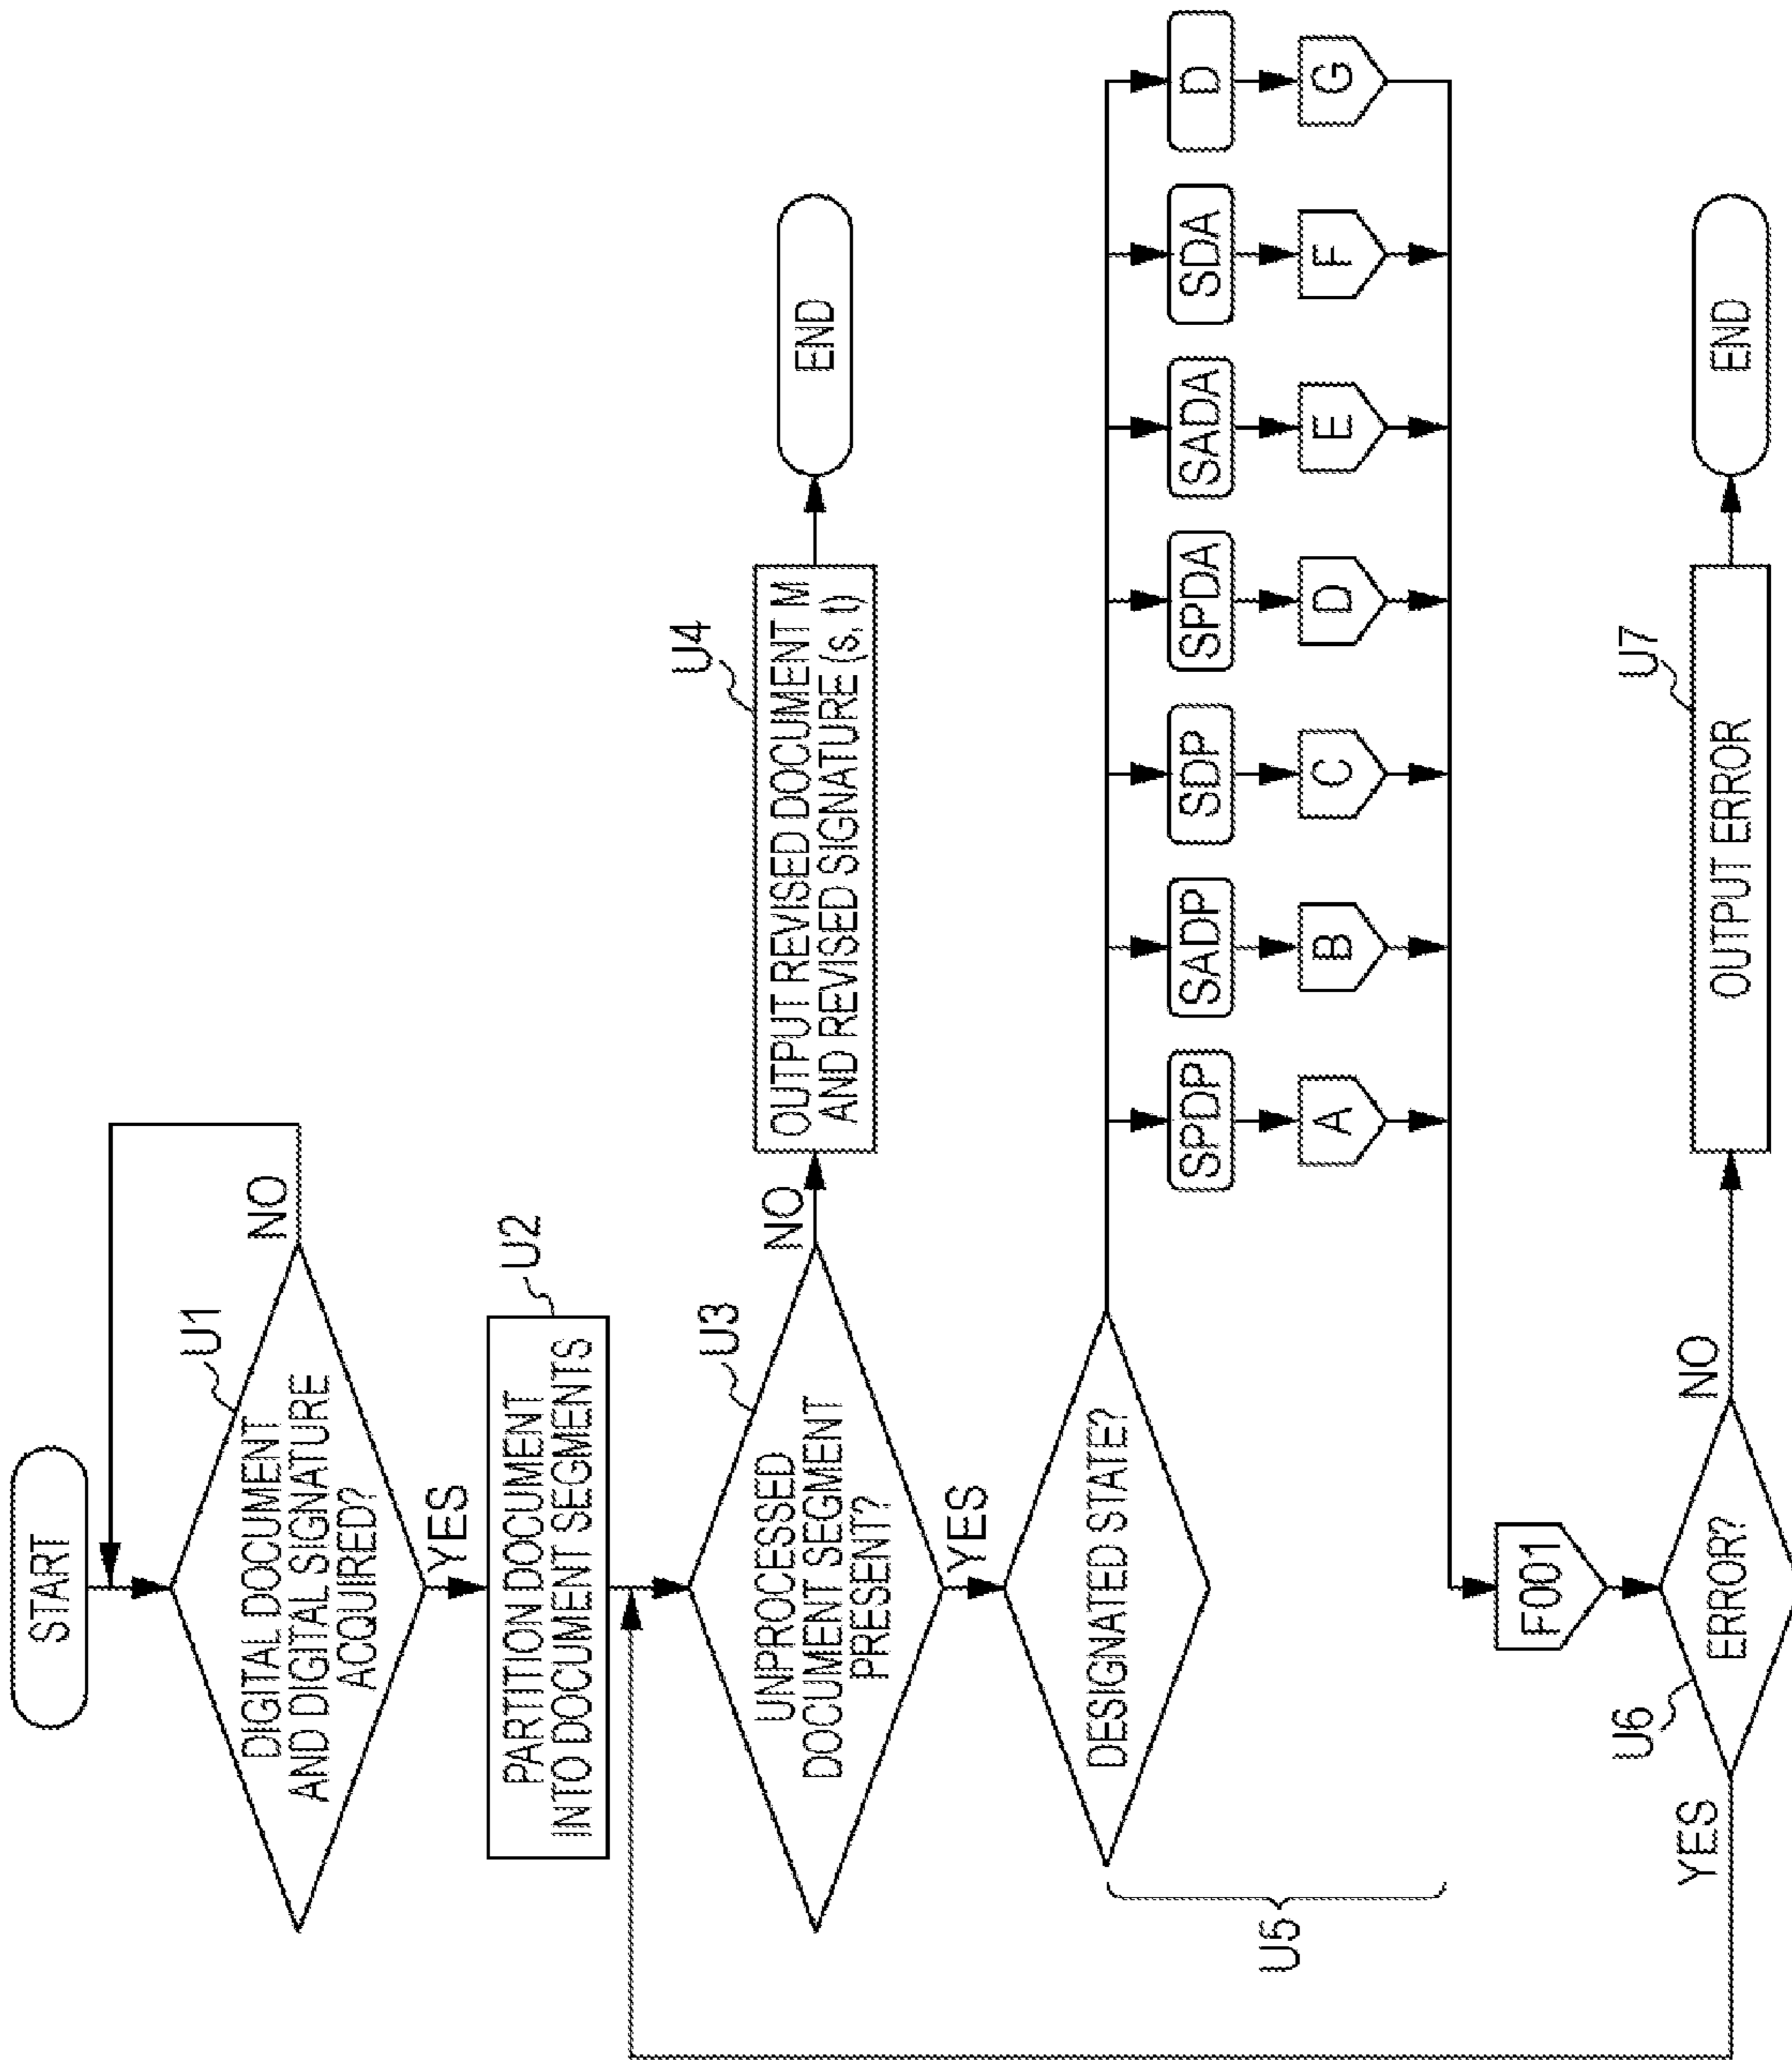 START
U1
DIGITAL DOCUMENT
AND DIGITAL SIGNATURE
ACQUIRED?
NO
YES
U2
PARTITION DOCUMENT
INTO DOCUMENT SEGMENTS
U3
UNPROCESSED
DOCUMENT SEGMENT
PRESENT?
NO
YES
U4
OUTPUT REVISED DOCUMENT M
AND REVISED SIGNATURE (s, t)
END
U5
DESIGNATED STATE?
SPDP
SADP
SDP
SPDA
SADA
SDA
D
A
B
C
D
E
F
G
F001
U6
ERROR?
YES
NO
U7
OUTPUT ERROR
END